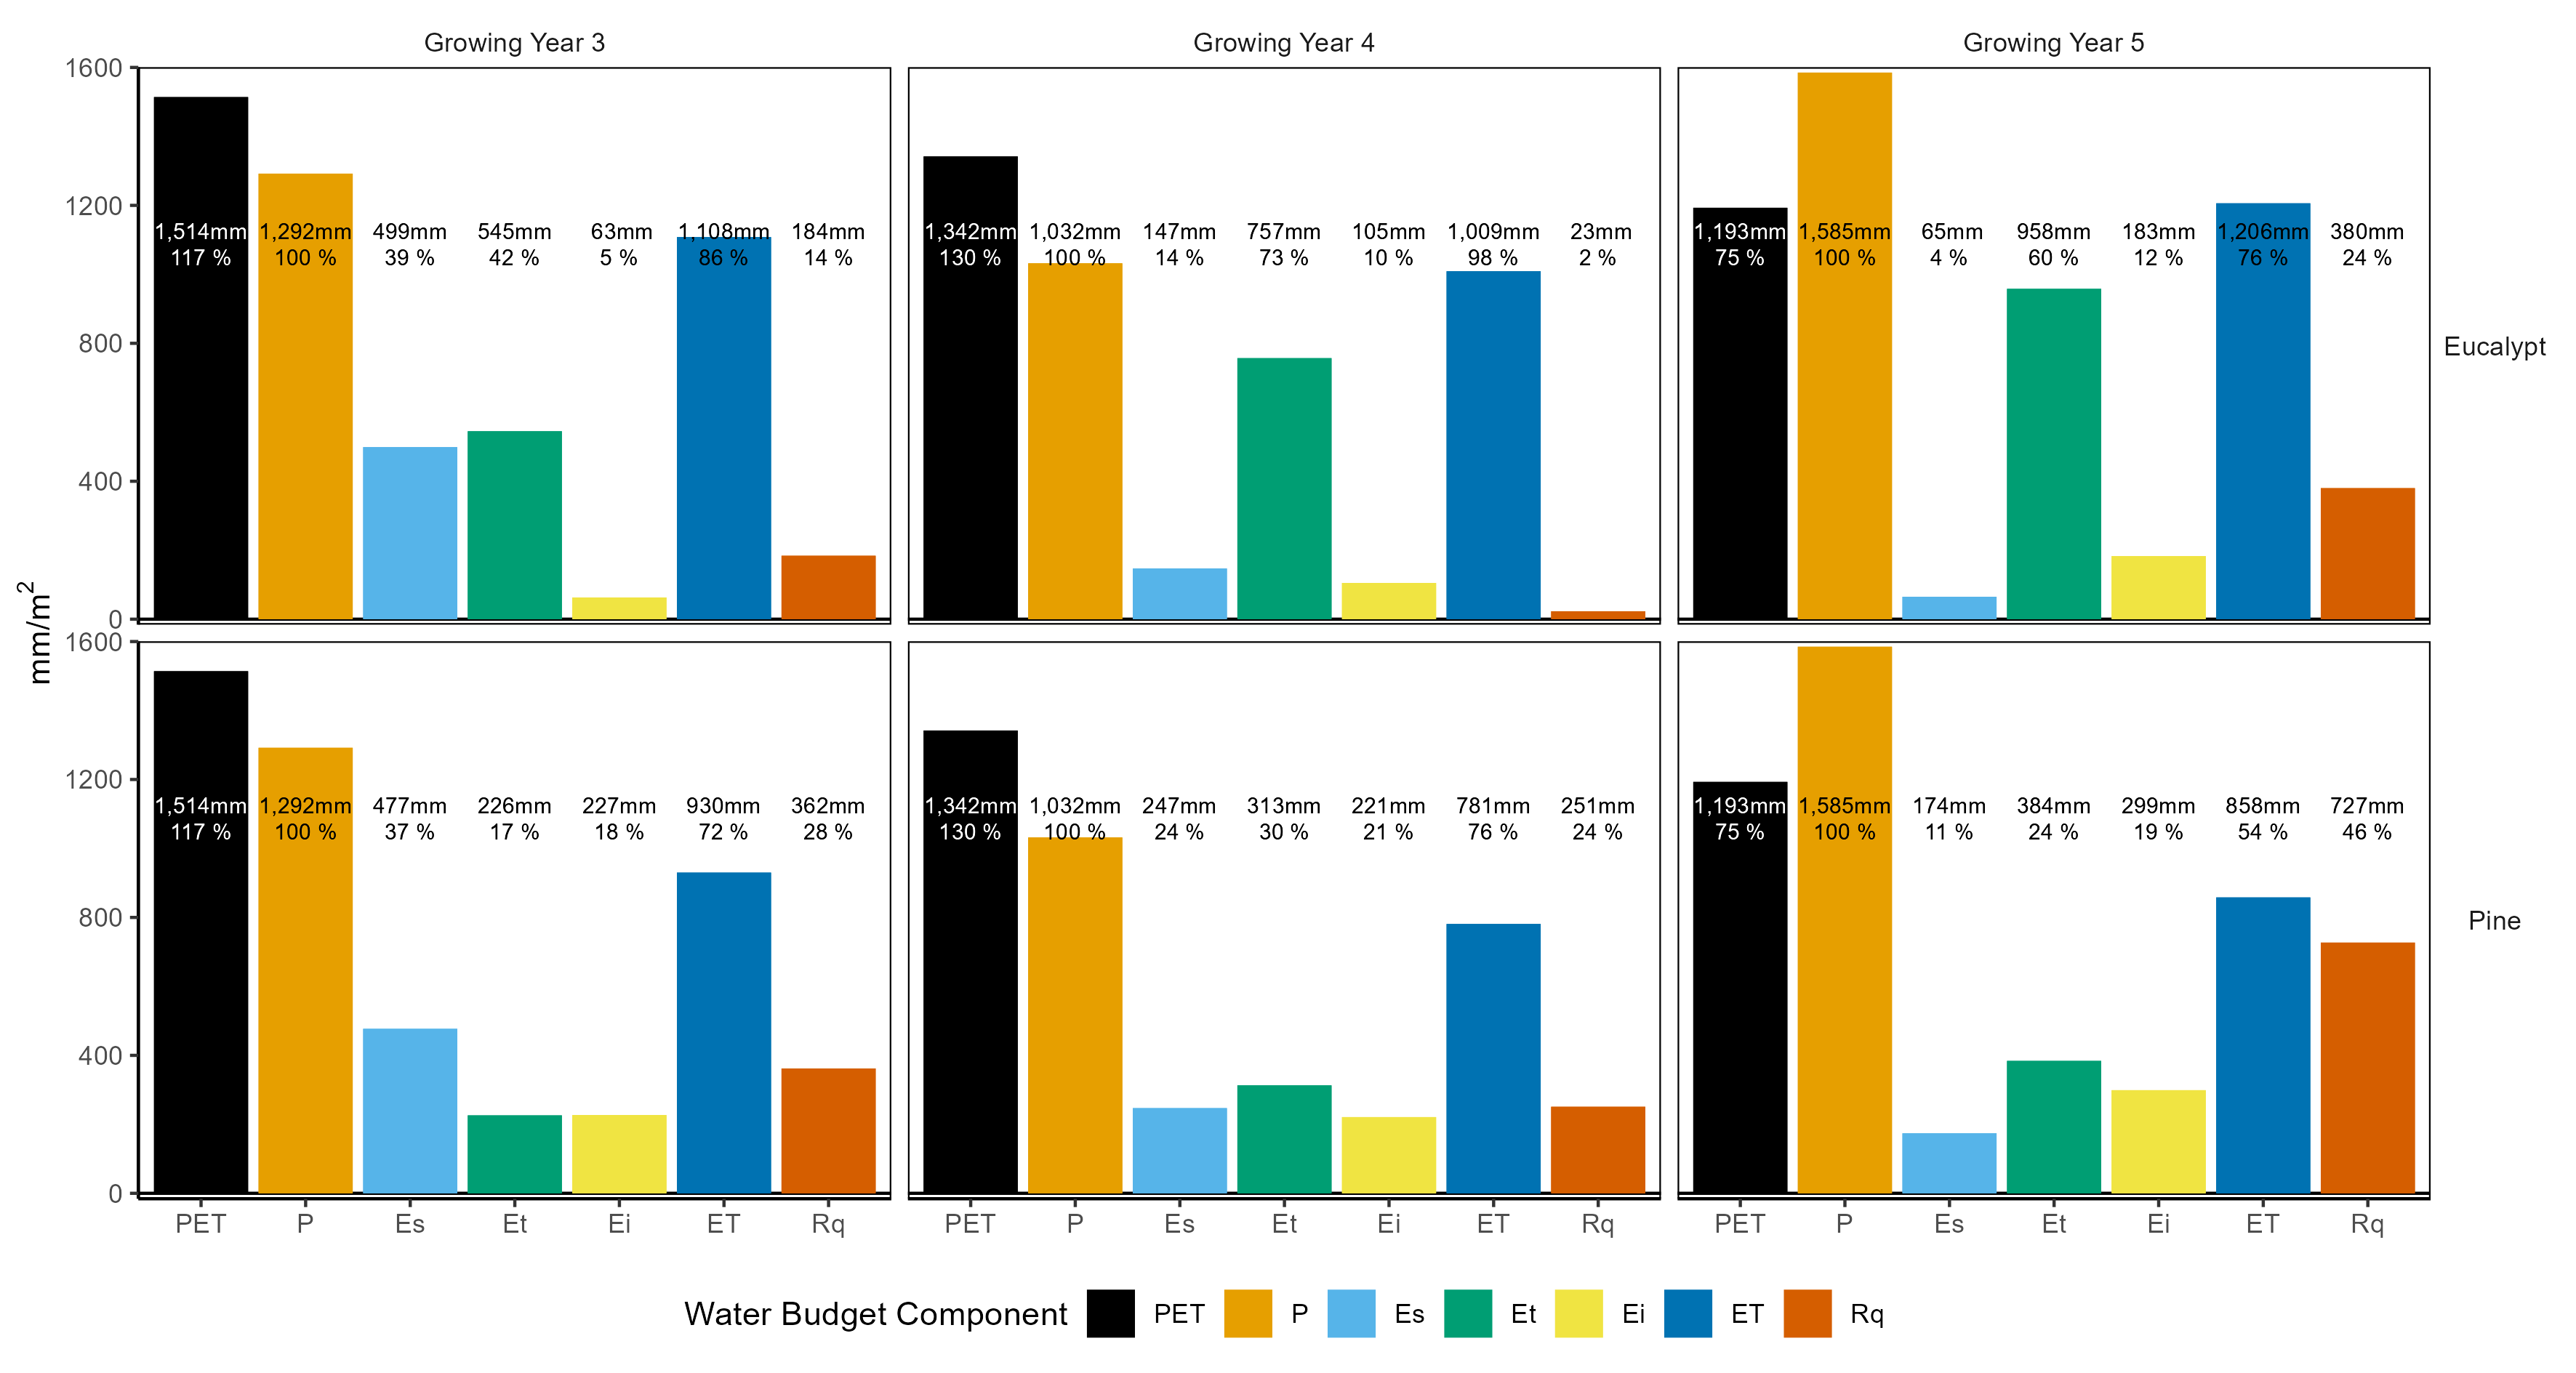 Growing Year 3 Growing Year 4 Growing Year 5
1600
1200
1,514mm 1,292mm 499mm 545mm 63mm 1,108mm 184mm 1,342mm 1,032mm 147mm 757mm 105mm 1,009mm 23mm 1,193mm 1,585mm 65mm 958mm 183mm 1,206mm 380mm
117 % 100 % 39 % 42 % 5 % 86 % 14 % 130 % 100 % 14 % 73 % 10 % 98 % 2 % 75 % 100 % 4 % 60 % 12 % 76 % 24 %
800
Eucalypt
400
0
mm/m²
1600
1200
1,514mm 1,292mm 477mm 226mm 227mm 930mm 362mm 1,342mm 1,032mm 247mm 313mm 221mm 781mm 251mm 1,193mm 1,585mm 174mm 384mm 299mm 858mm 727mm
117 % 100 % 37 % 17 % 18 % 72 % 28 % 130 % 100 % 24 % 30 % 21 % 76 % 24 % 75 % 100 % 11 % 24 % 19 % 54 % 46 %
800
Pine
400
0
PET P Es Et Ei ET Rq PET P Es Et Ei ET Rq PET P Es Et Ei ET Rq
Water Budget Component PET P Es Et Ei ET Rq